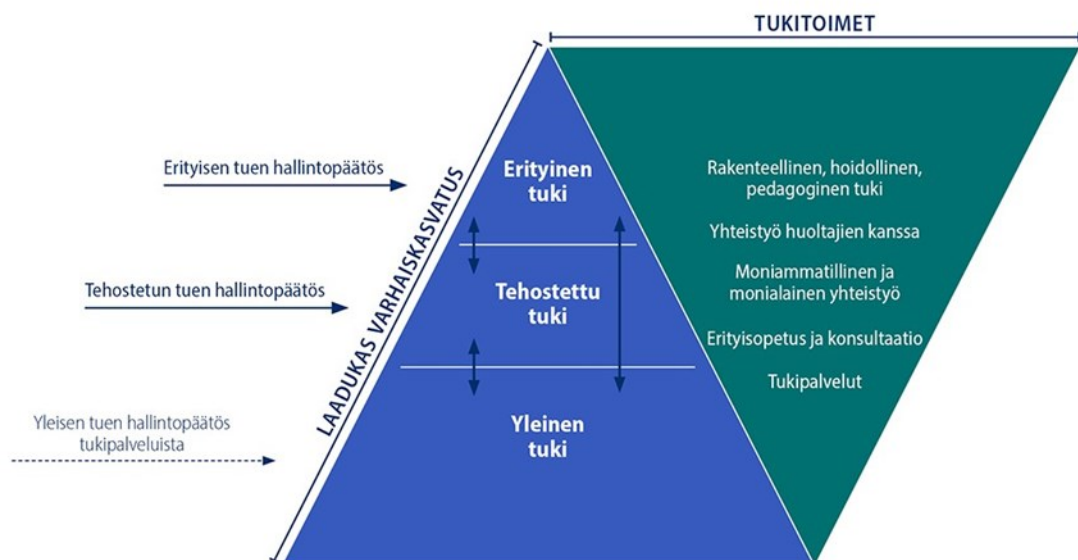 TUKITOIMET
LAADUKAS VARHAISKASVATUS
Erityisen tuen hallintopäätös
Tehostetun tuen hallintopäätös
Yleisen tuen hallintopäätös
tukipalveluista
Erityinen
tuki
Tehostettu
tuki
Yleinen
tuki
Rakenteellinen, hoidollinen,
pedagoginen tuki
Yhteistyö huoltajien kanssa
Moniammatillinen ja
monialainen yhteistyö
Erityisopetus ja konsultaatio
Tukipalvelut